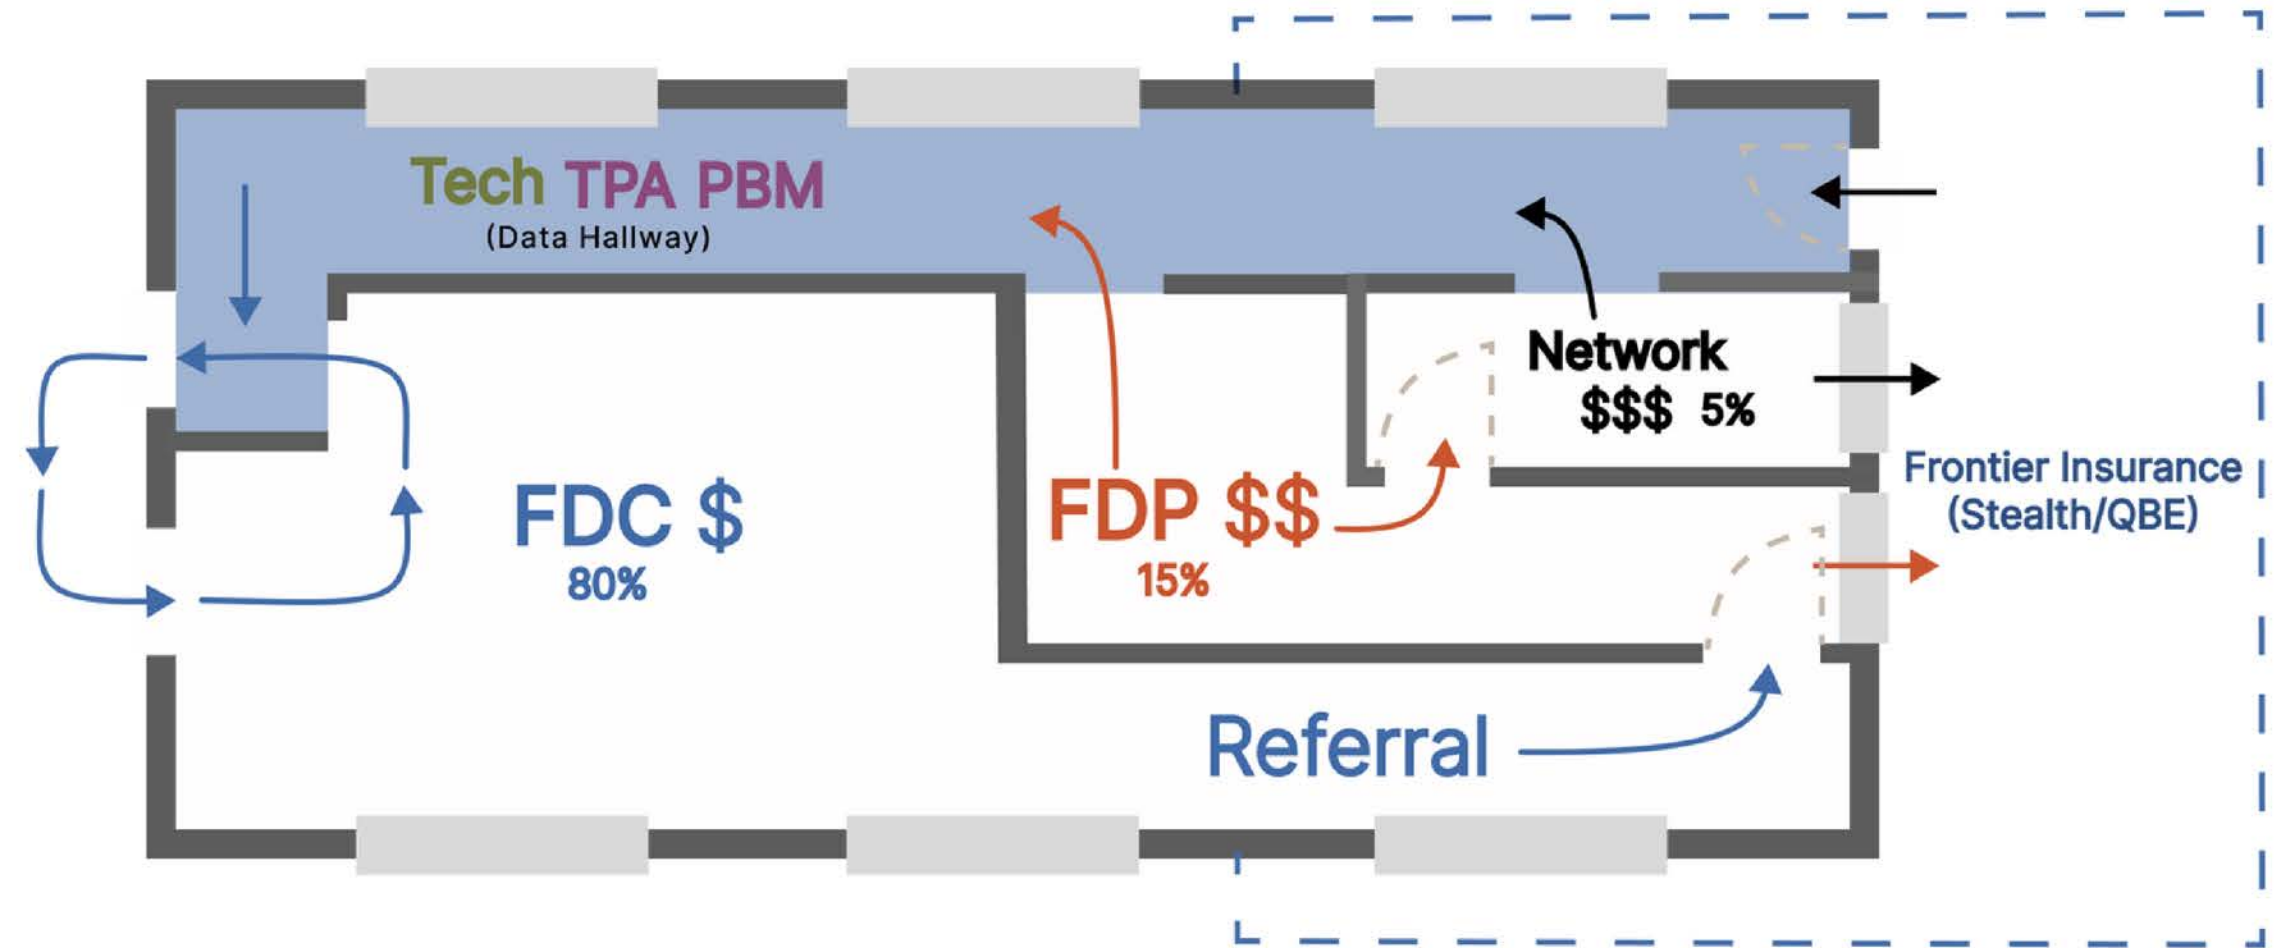 Tech TPA PBM
(Data Hallway)
Network
$$$ 5%
Frontier Insurance
(Stealth/QBE)
FDC $
80%
FDP $$
15%
Referral